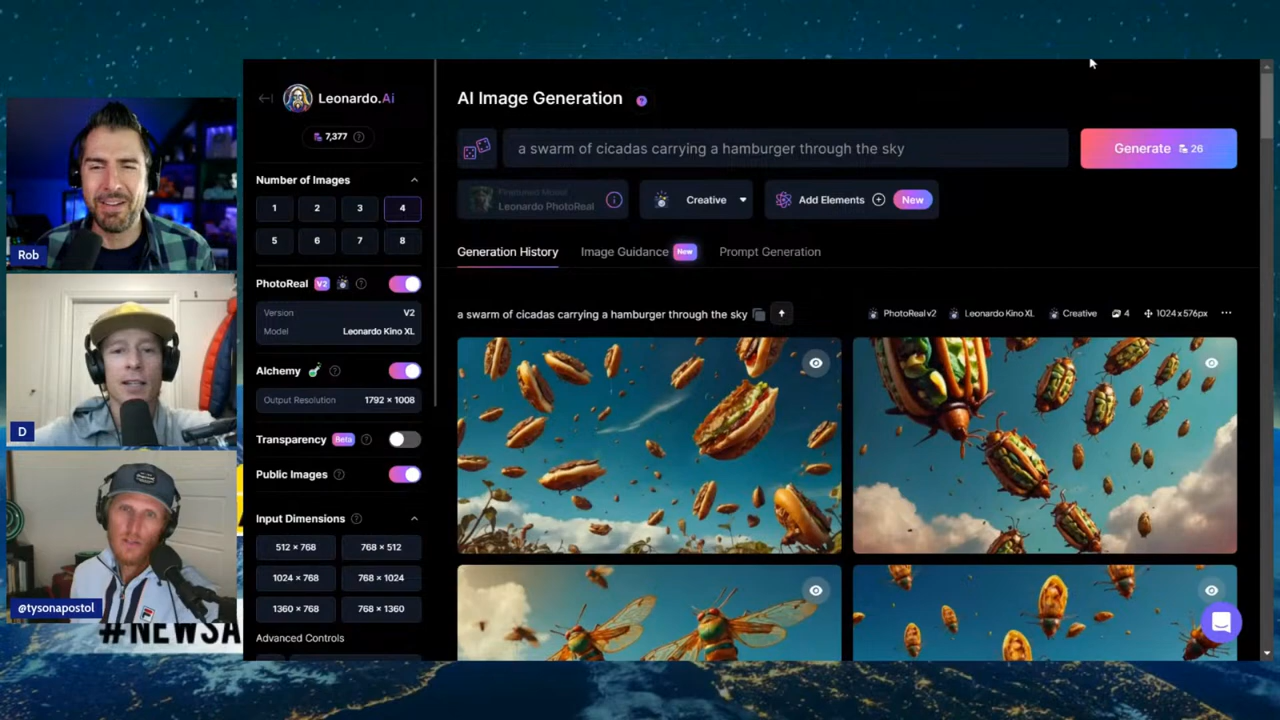 Rob
D
@tysonapostol
#NEWSA
Leonardo.Ai
7,377
Number of Images
1 2 3 4
5 6 7 8
PhotoReal V2
Version V2
Model Leonardo Kino XL
Alchemy
Output Resolution 1792 × 1008
Transparency Beta
Public Images
Input Dimensions
512 × 768 768 × 512
1024 × 768 768 × 1024
1360 × 768 768 × 1360
Advanced Controls
AI Image Generation
a swarm of cicadas carrying a hamburger through the sky
Generate 26
Finetuned Model
Leonardo PhotoReal
Creative
Add Elements New
Generation History Image Guidance New Prompt Generation
a swarm of cicadas carrying a hamburger through the sky
PhotoReal v2 Leonardo Kino XL Creative 4 1024 x 576px